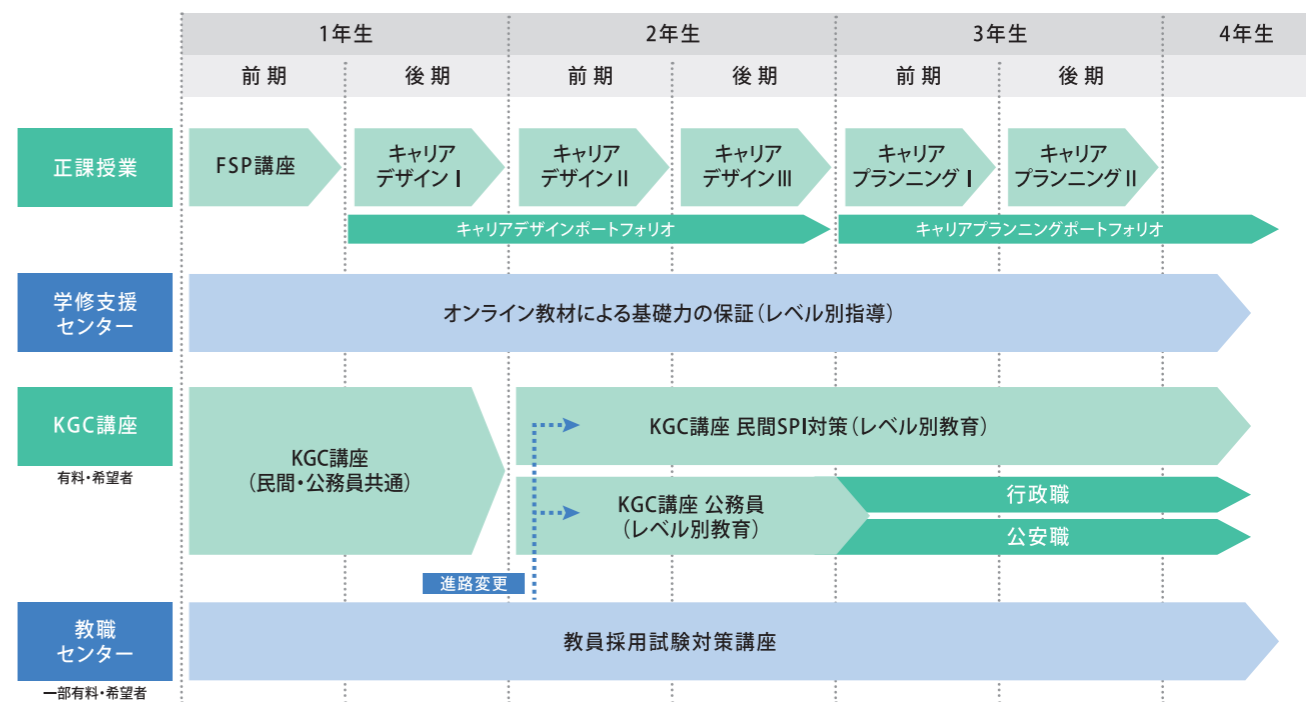 1年生
2年生
3年生
4年生
前期
後期
前期
後期
前期
後期
正課授業
FSP講座
キャリア
デザインⅠ
キャリア
デザインⅡ
キャリア
デザインⅢ
キャリア
プランニングⅠ
キャリア
プランニングⅡ
キャリアデザインポートフォリオ
キャリアプランニングポートフォリオ
学修支援
センター
オンライン教材による基礎力の保証（レベル別指導）
KGC講座
有料・希望者
KGC講座
（民間・公務員共通）
KGC講座 民間SPI対策（レベル別教育）
KGC講座 公務員
（レベル別教育）
行政職
公安職
進路変更
教職
センター
一部有料・希望者
教員採用試験対策講座